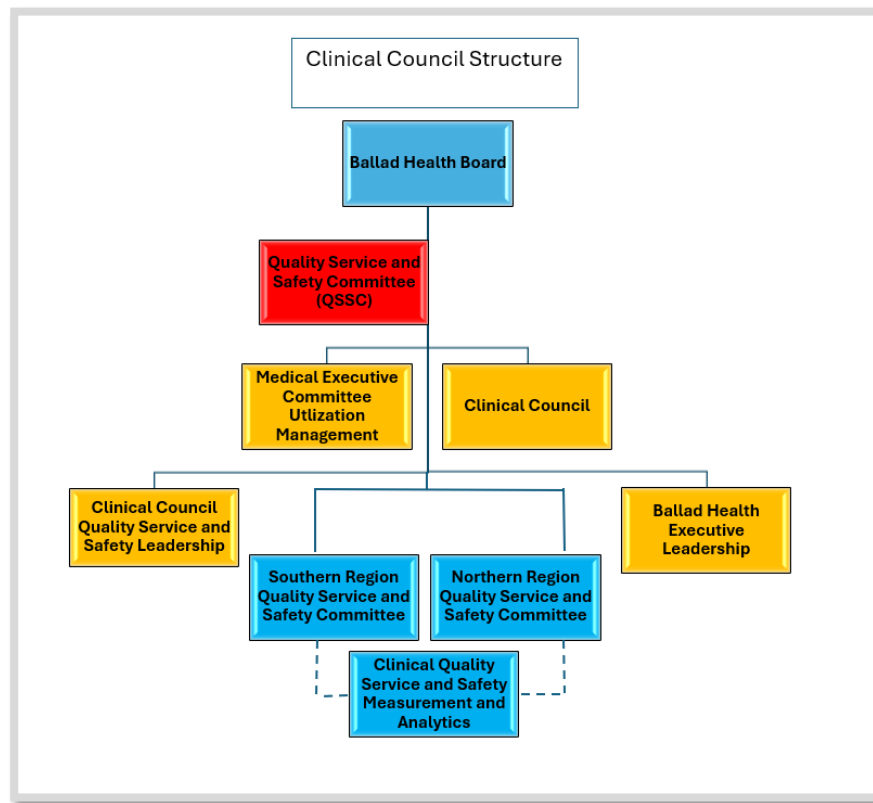 Clinical Council Structure
Ballad Health Board
Quality Service and
Safety Committee
(QSSC)
Medical Executive
Committee
Utlization
Management
Clinical Council
Clinical Council
Quality Service and
Safety Leadership
Ballad Health
Executive
Leadership
Southern Region
Quality Service and
Safety Committee
Northern Region
Quality Service and
Safety Committee
Clinical Quality
Service and Safety
Measurement and
Analytics